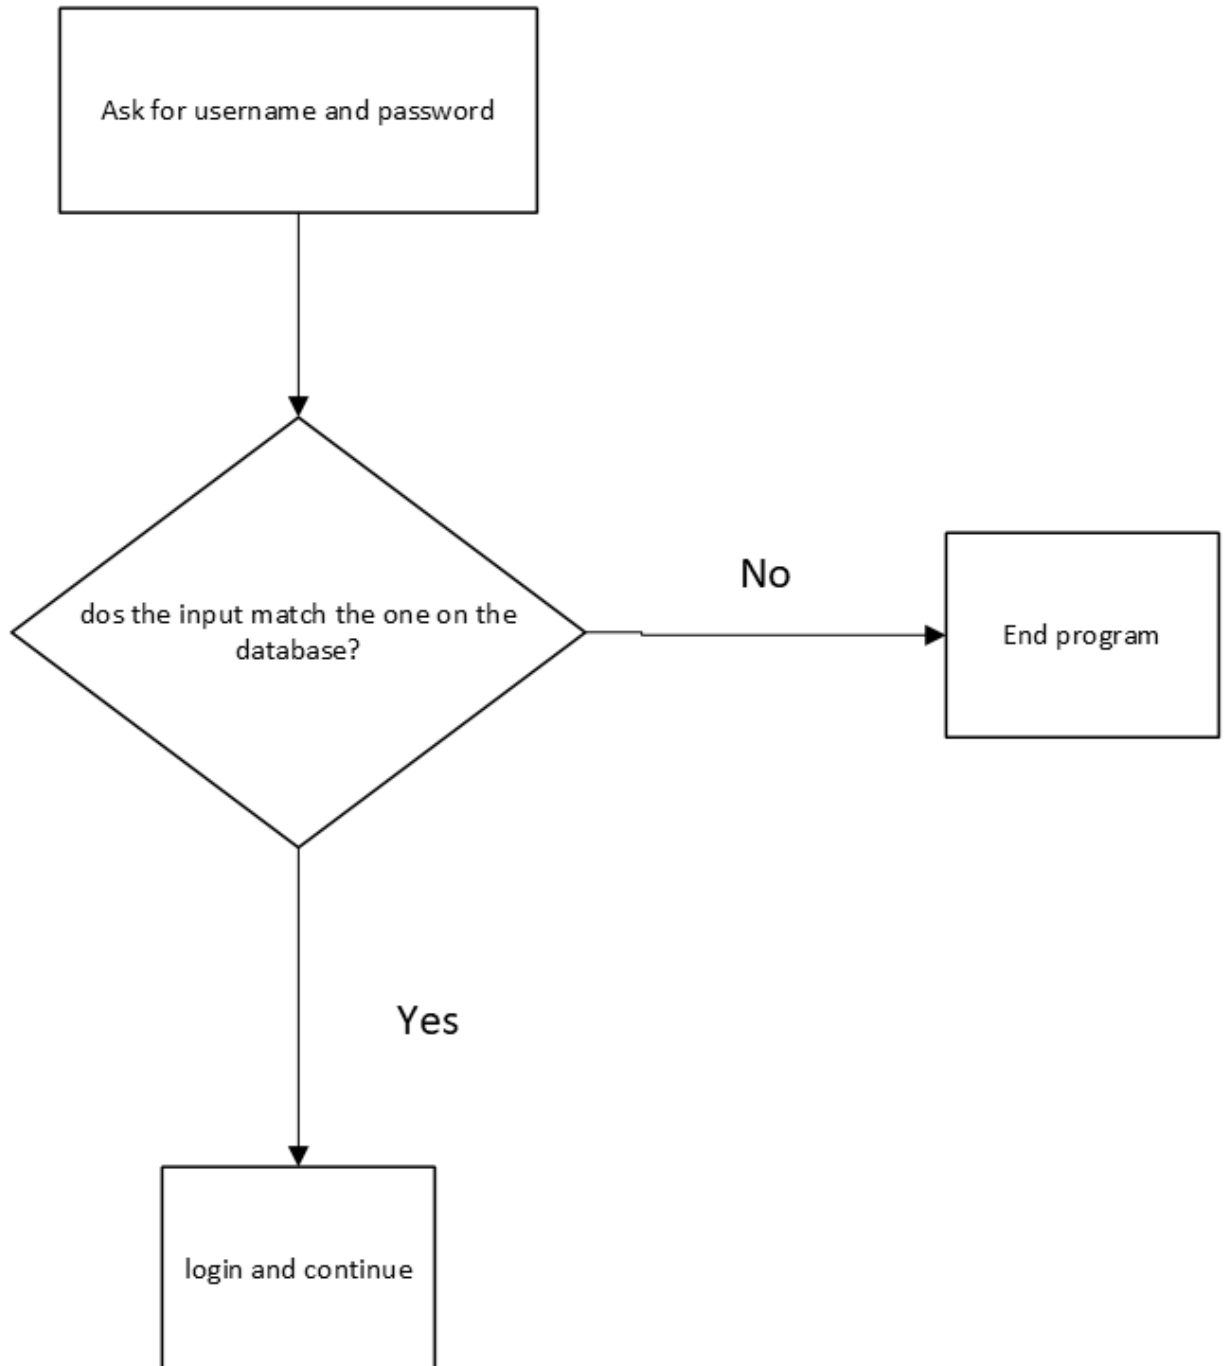 Ask for username and password
dos the input match the one on the
database?
No
End program
Yes
login and continue